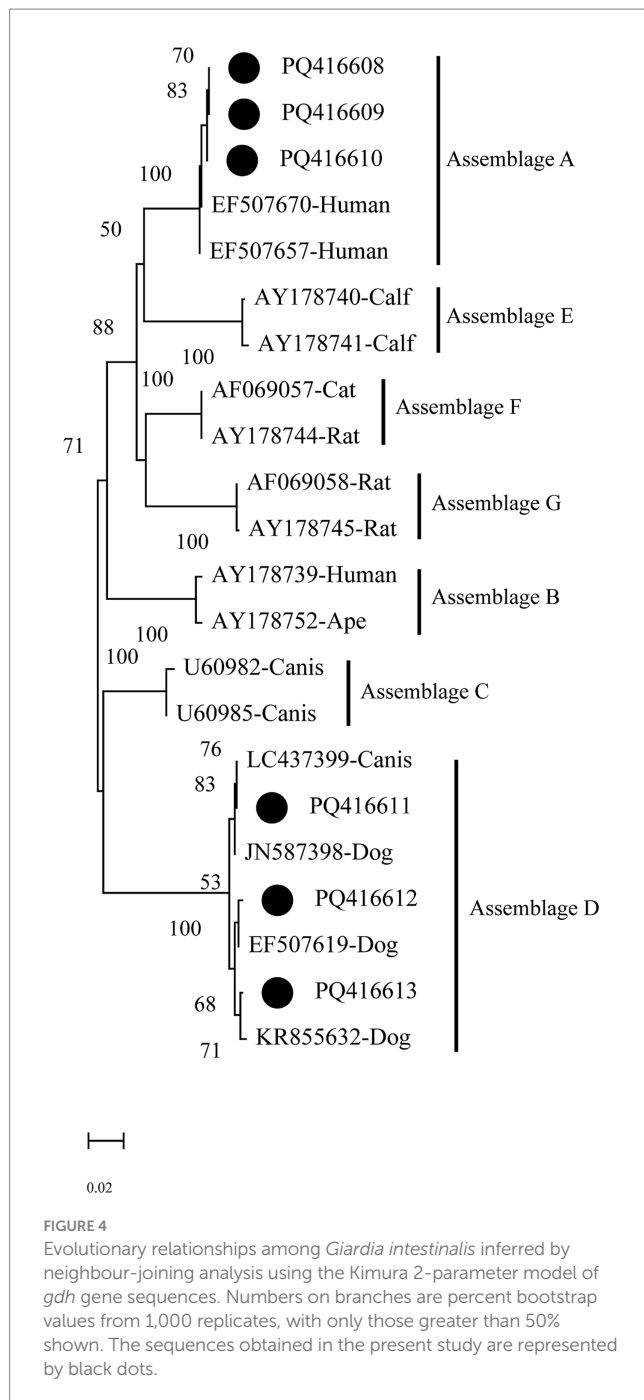 70
PQ416608
83
PQ416609
PQ416610
Assemblage A
100
EF507670-Human
50
EF507657-Human
AY178740-Calf
Assemblage E
88
AY178741-Calf
100
100
AF069057-Cat
Assemblage F
AY178744-Rat
71
AF069058-Rat
Assemblage G
AY178745-Rat
100
AY178739-Human
Assemblage B
AY178752-Ape
100
100
U60982-Canis
Assemblage C
U60985-Canis
76
LC437399-Canis
83
PQ416611
JN587398-Dog
53
PQ416612
Assemblage D
100
EF507619-Dog
PQ416613
68
KR855632-Dog
71
0.02
FIGURE 4
Evolutionary relationships among Giardia intestinalis inferred by
neighbour-joining analysis using the Kimura 2-parameter model of
gdh gene sequences. Numbers on branches are percent bootstrap
values from 1,000 replicates, with only those greater than 50%
shown. The sequences obtained in the present study are represented
by black dots.